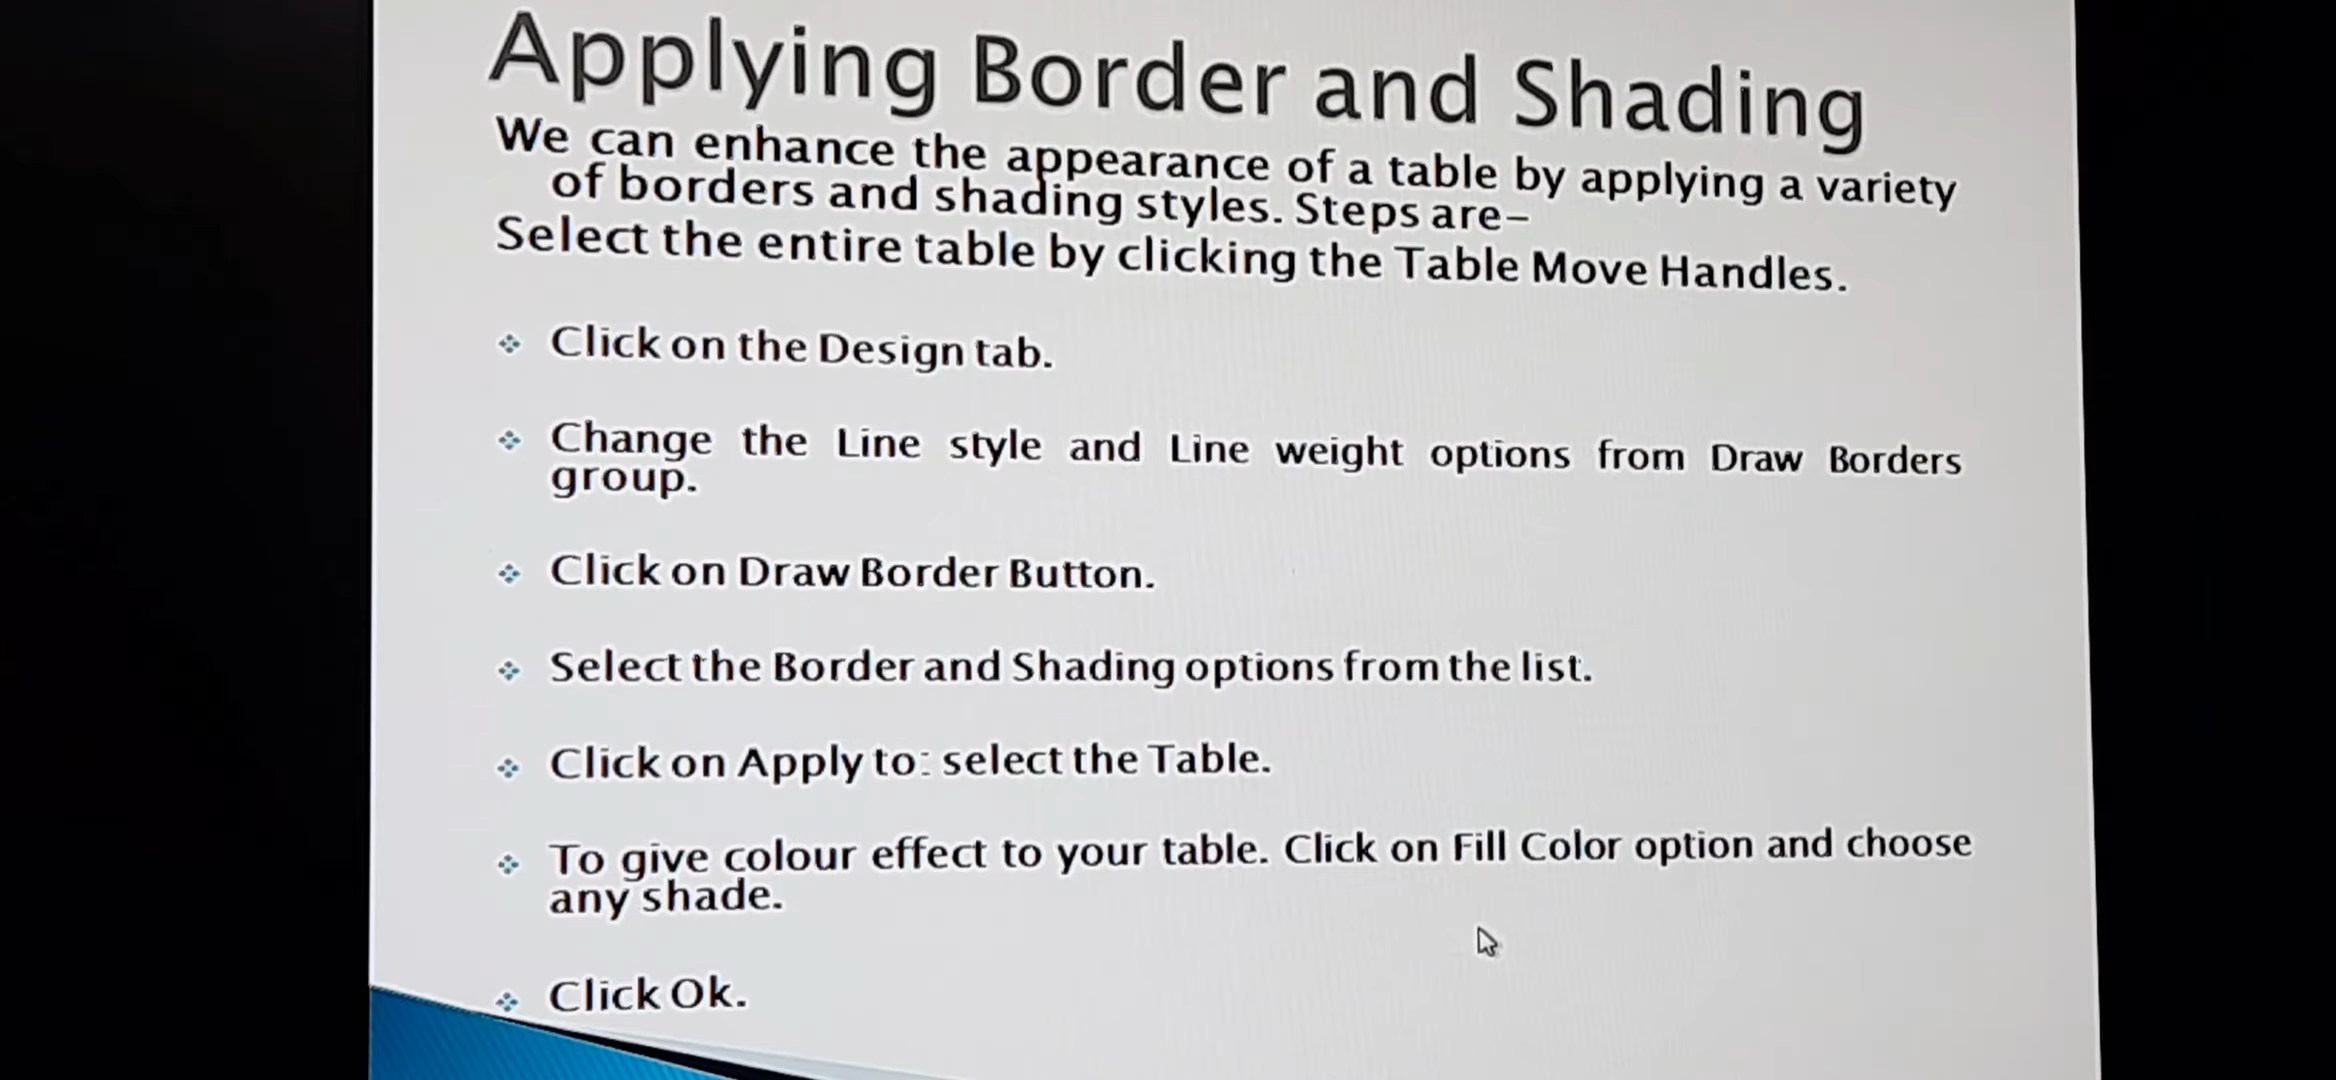 Applying Border and Shading
We can enhance the appearance of a table by applying a variety
of borders and shading styles. Steps are-
Select the entire table by clicking the Table Move Handles.
Click on the Design tab.
Change the Line style and Line weight options from Draw Borders
group.
Click on Draw Border Button.
Select the Border and Shading options from the list.
Click on Apply to: select the Table.
To give colour effect to your table. Click on Fill Color option and choose
any shade.
Click Ok.